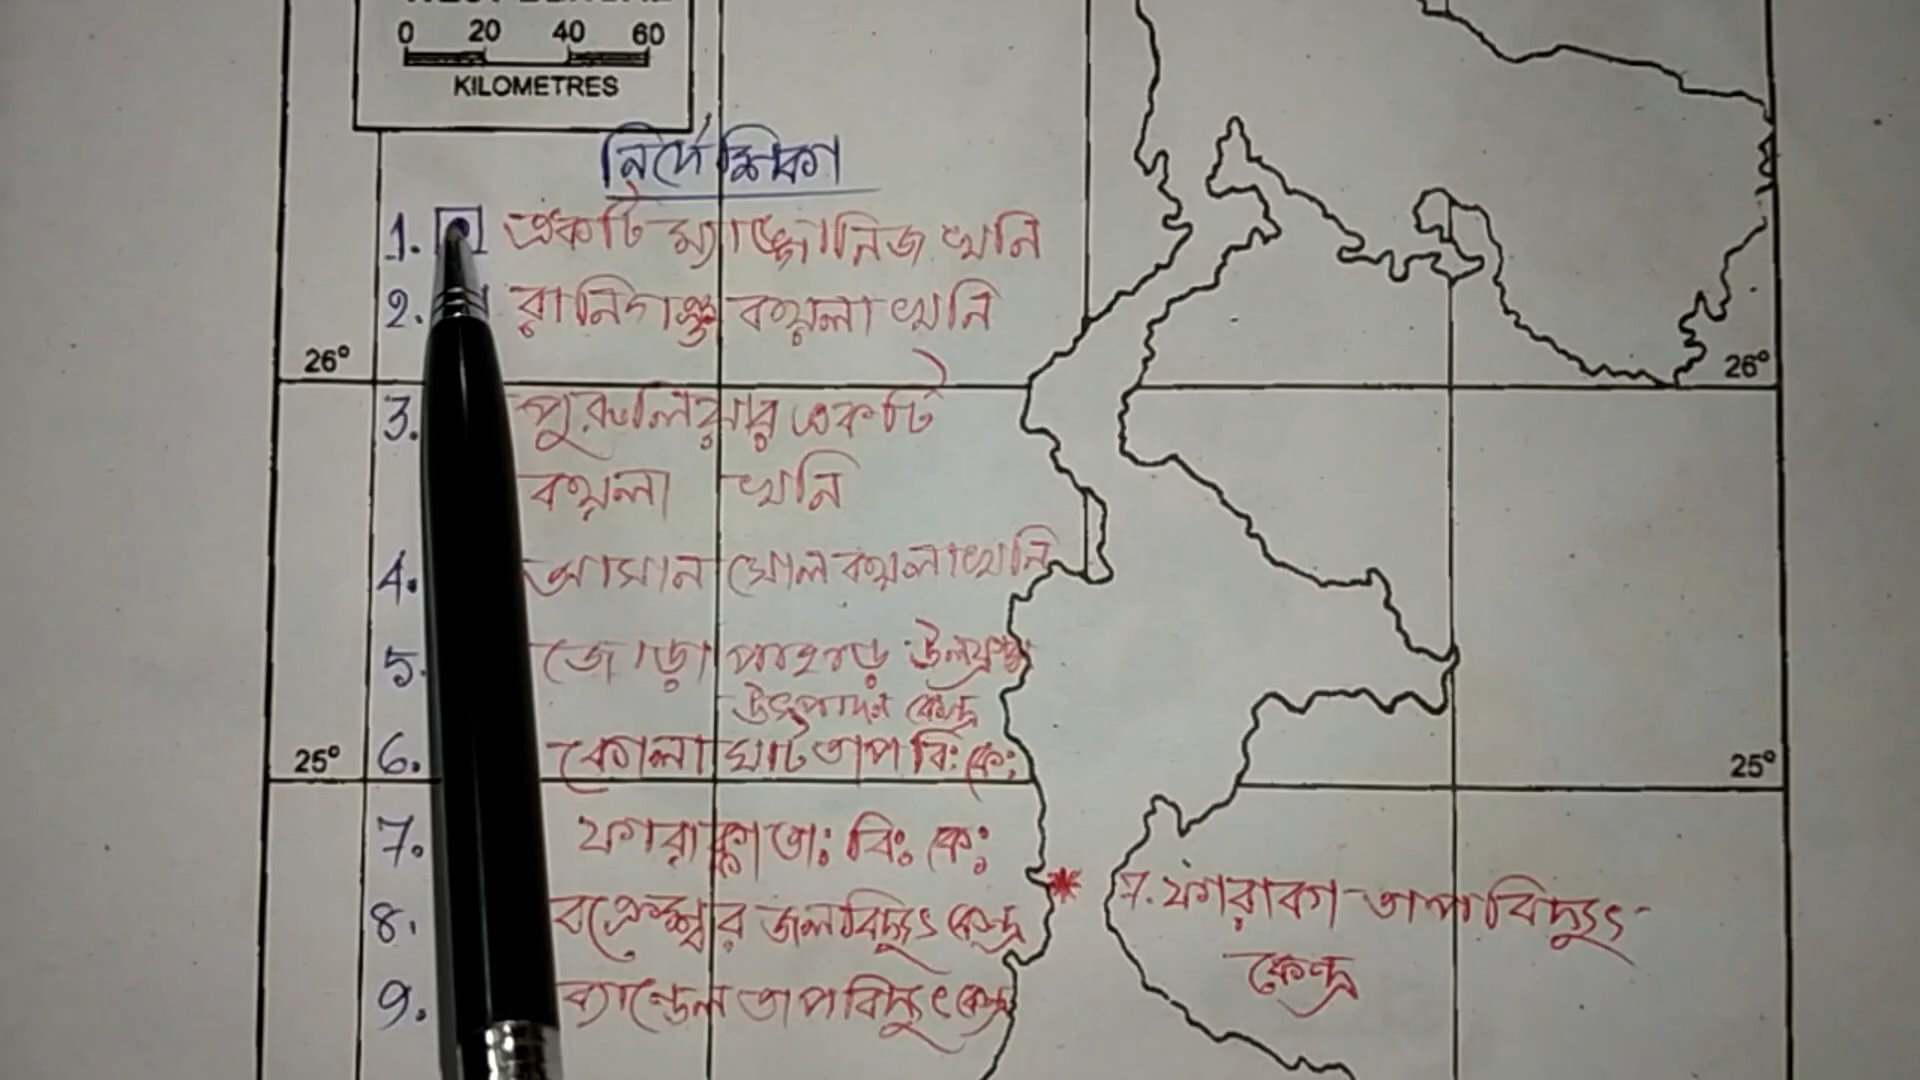 WEST BENGAL
0 20 40 60
KILOMETRES
নির্দেশিকা
1. একটি ম্যাঙ্গানিজ খনি
2. রানিগঞ্জ কয়লা খনি
26° 26°
3. পুরুলিয়ার একটি
কয়লা খনি
4. আসানসোল কয়লাখনি
5. জোড়া পাহাড়
উৎপাদন কেন্দ্র
6. কোলাঘাট তাপ বি: কে:
25° 25°
7. ফারাক্কা তা: বি: কে:
7. ফারাক্কা তাপবিদ্যুৎ-
কেন্দ্র
8. বক্রেশ্বর জলবিদ্যুৎ কেন্দ্র
9. ব্যান্ডেল তাপবিদ্যুৎ কেন্দ্র